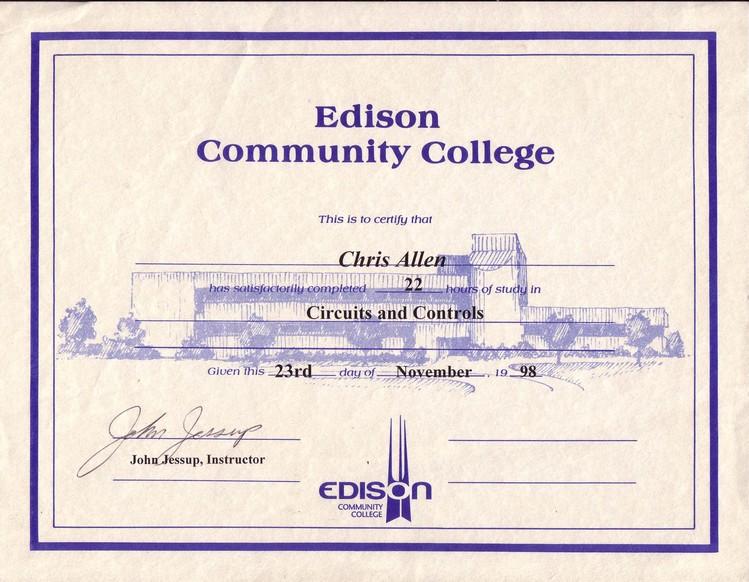 Edison
Community College
This is to certify that
Chris Allen
has satisfactorily completed 22 hours of study in
Circuits and Controls
Given this 23rd day of November, 19 98
John Jessup
John Jessup, Instructor
EDISON
COMMUNITY
COLLEGE